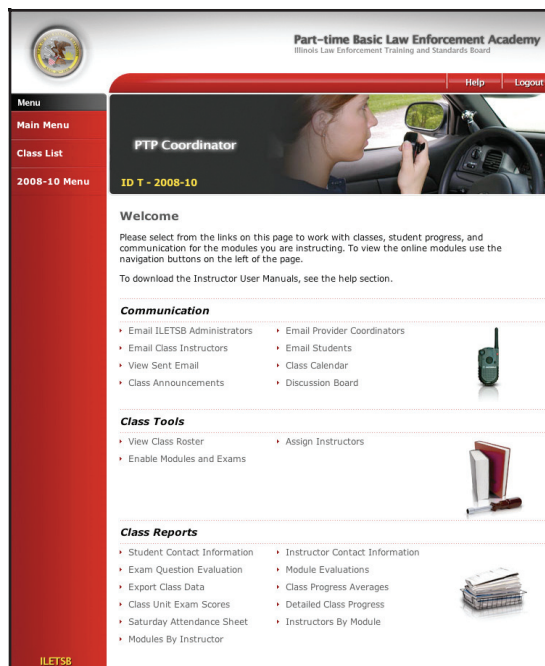 Part-time Basic Law Enforcement Academy
Illinois Law Enforcement Training and Standards Board
Help
Logout
Menu
Main Menu
Class List
2008-10 Menu
PTP Coordinator
ID T - 2008-10
Welcome
Please select from the links on this page to work with classes, student progress, and
communication for the modules you are instructing. To view the online modules use the
navigation buttons on the left of the page.
To download the Instructor User Manuals, see the help section.
Communication
Email ILETSB Administrators
Email Provider Coordinators
Email Class Instructors
Email Students
View Sent Email
Class Calendar
Class Announcements
Discussion Board
Class Tools
View Class Roster
Assign Instructors
Enable Modules and Exams
Class Reports
Student Contact Information
Instructor Contact Information
Exam Question Evaluation
Module Evaluations
Export Class Data
Class Progress Averages
Class Unit Exam Scores
Detailed Class Progress
Saturday Attendance Sheet
Instructors By Module
Modules By Instructor
ILETSB